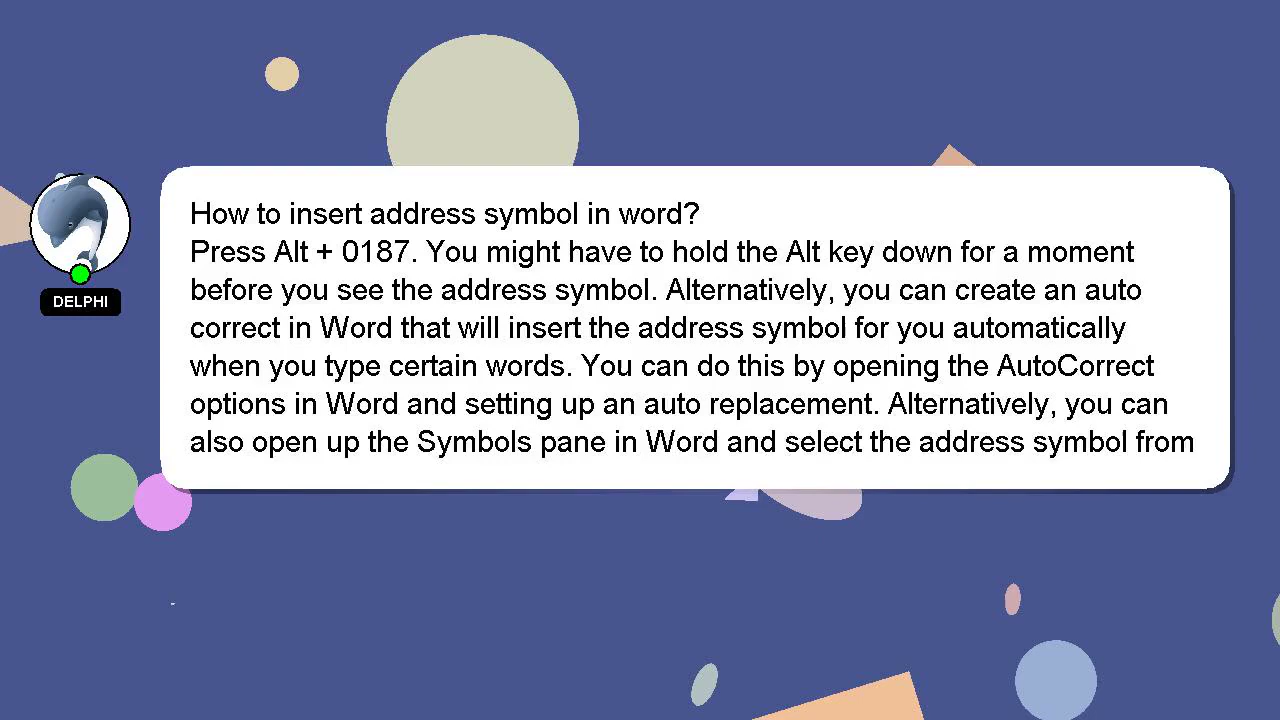 How to insert address symbol in word?
Press Alt + 0187. You might have to hold the Alt key down for a moment
before you see the address symbol. Alternatively, you can create an auto
correct in Word that will insert the address symbol for you automatically
when you type certain words. You can do this by opening the AutoCorrect
options in Word and setting up an auto replacement. Alternatively, you can
also open up the Symbols pane in Word and select the address symbol from
DELPHI